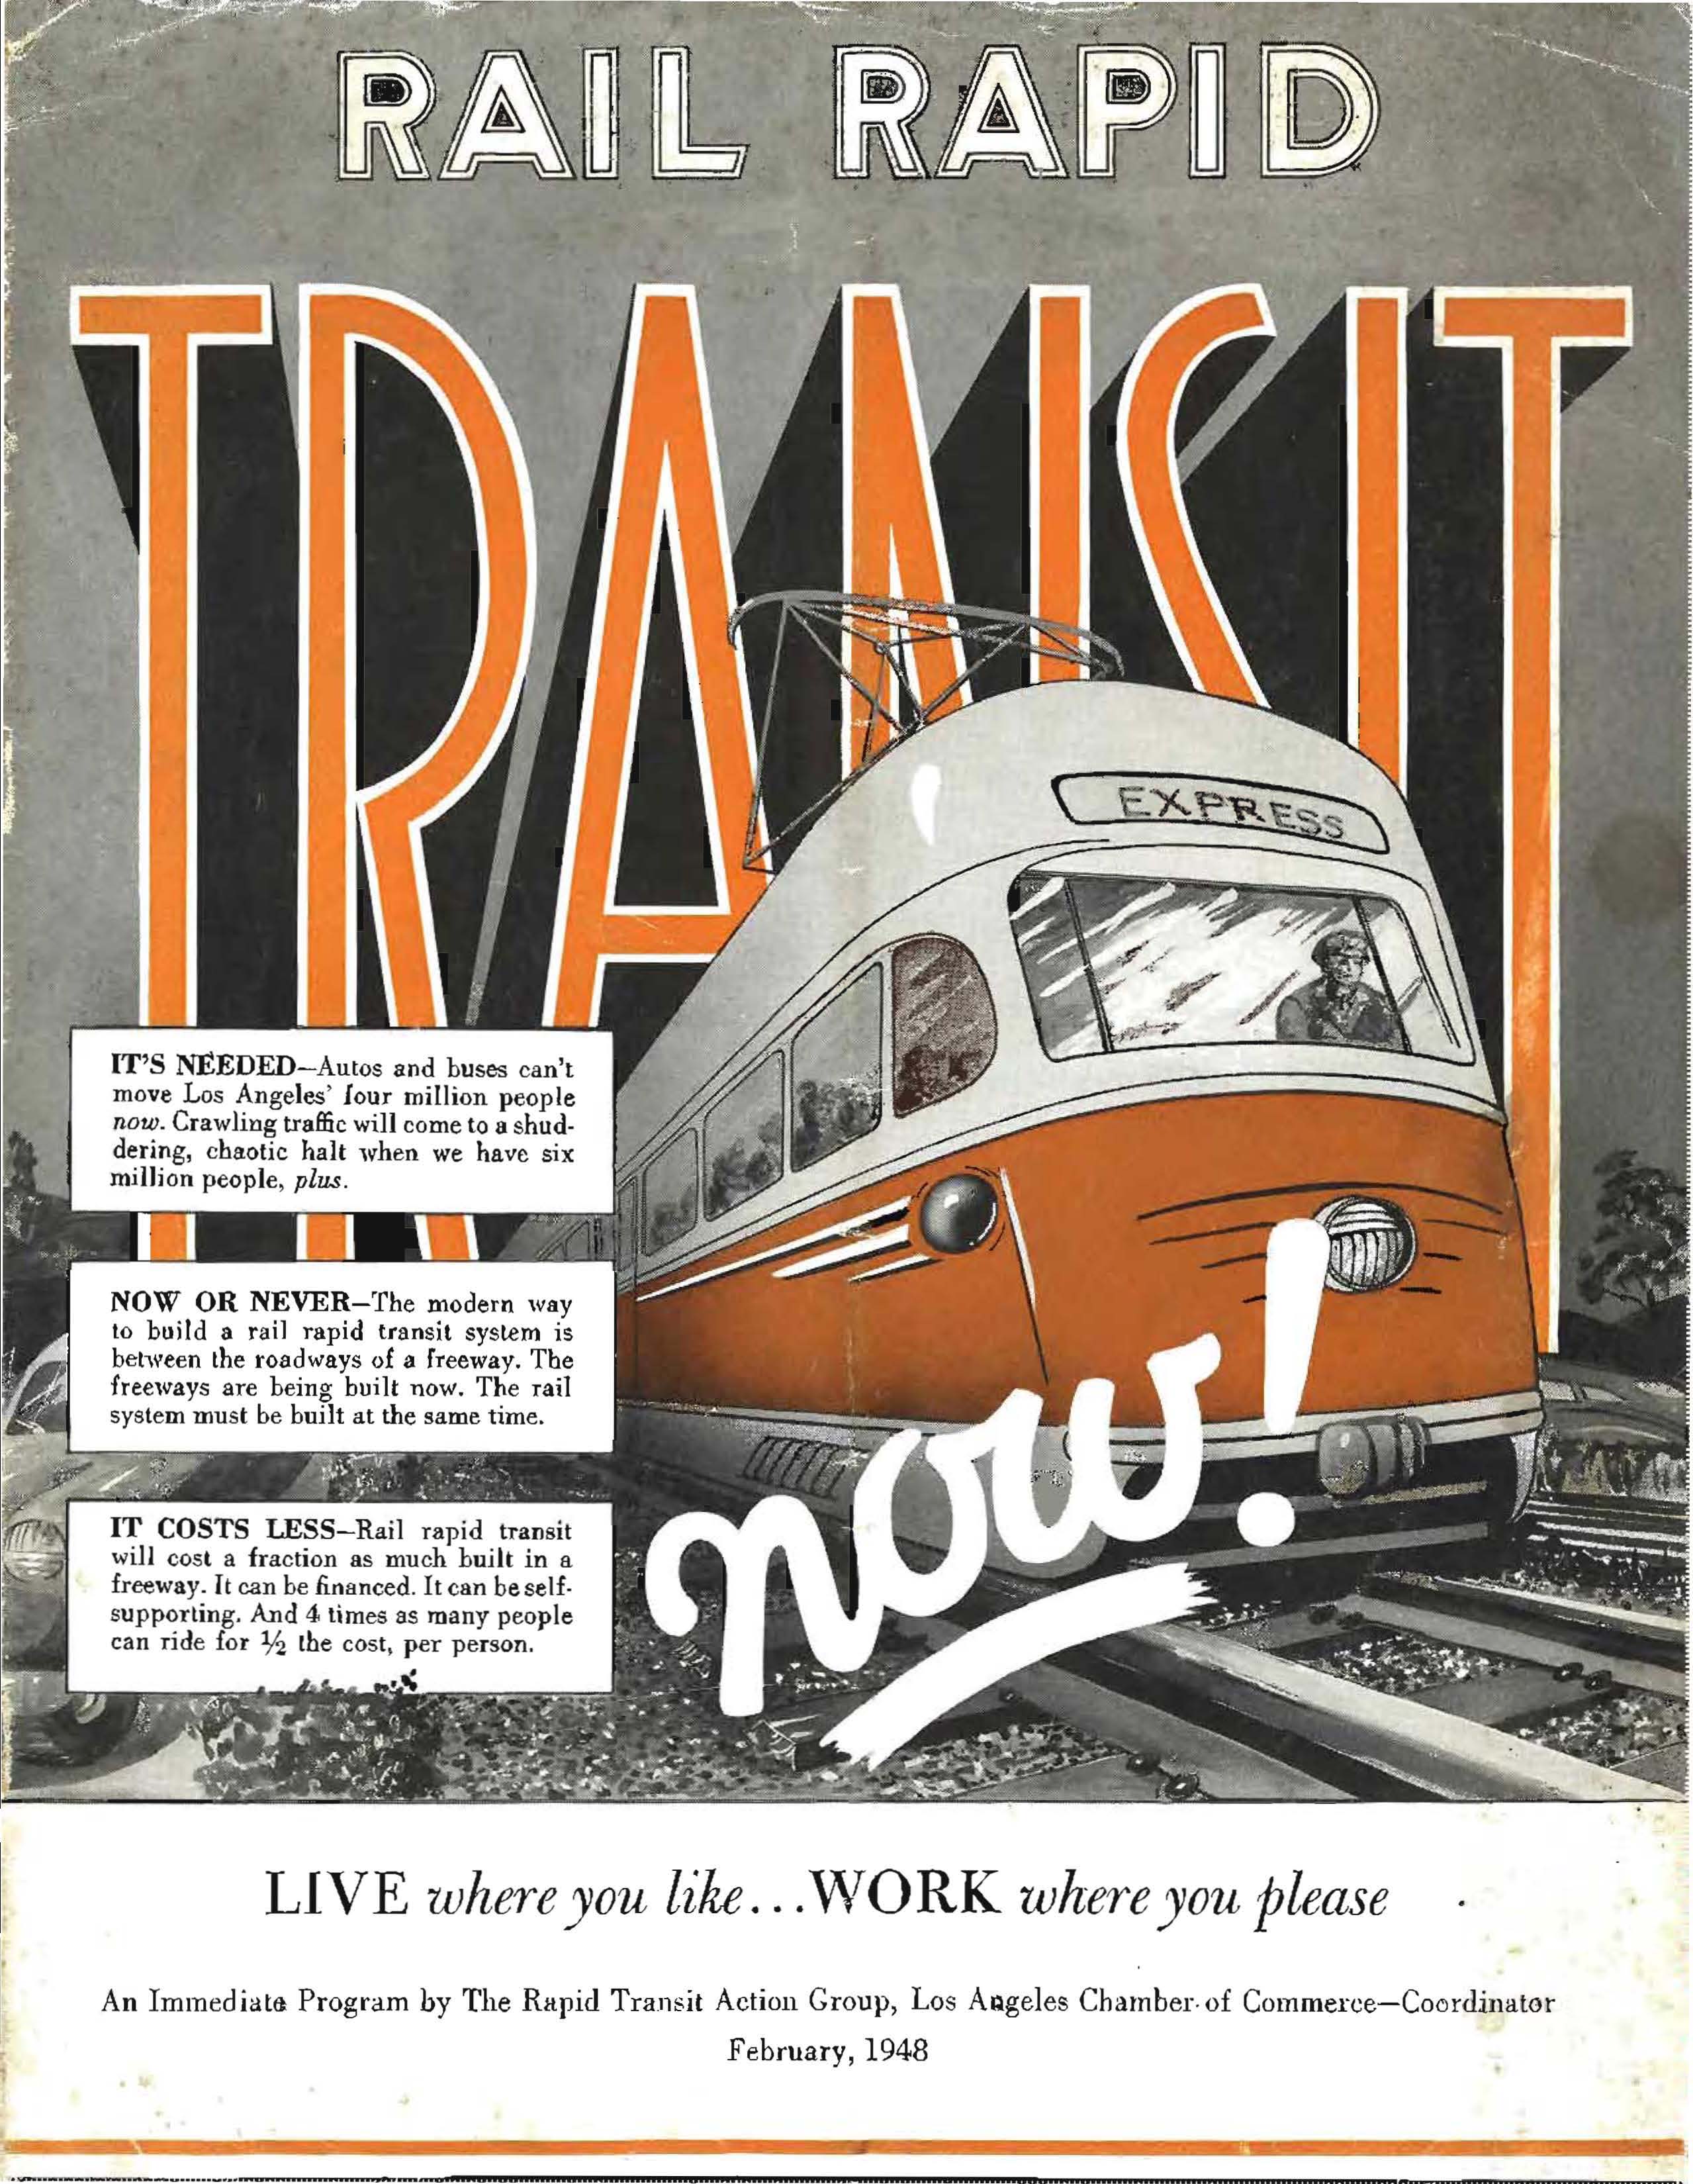 RAIL RAPID
TRANSIT
EXPRESS
IT'S NEEDED—Autos and buses can't
move Los Angeles' four million people
now. Crawling traffic will come to a shud-
dering, chaotic halt when we have six
million people, plus.
NOW OR NEVER—The modern way
to build a rail rapid transit system is
between the roadways of a freeway. The
freeways are being built now. The rail
system must be built at the same time.
IT COSTS LESS—Rail rapid transit
will cost a fraction as much built in a
freeway. It can be financed. It can be self-
supporting. And 4 times as many people
can ride for ½ the cost, per person.
now!
LIVE where you like...WORK where you please
An Immediate Program by The Rapid Transit Action Group, Los Angeles Chamber of Commerce—Coordinator
February, 1948